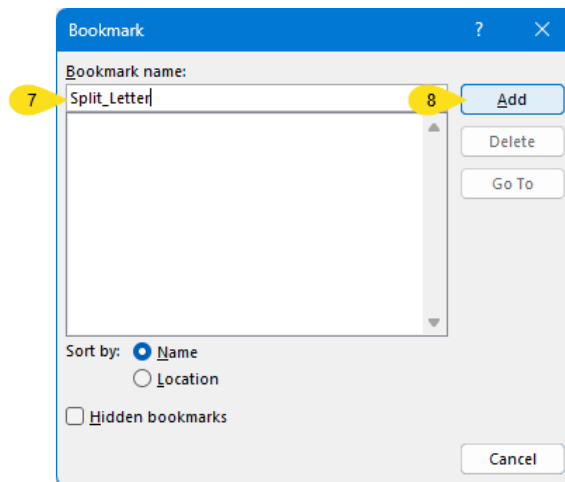 Bookmark ?
Bookmark name:
7 Split_Letter 8 Add
Delete
Go To
Sort by: Name
Location
Hidden bookmarks
Cancel